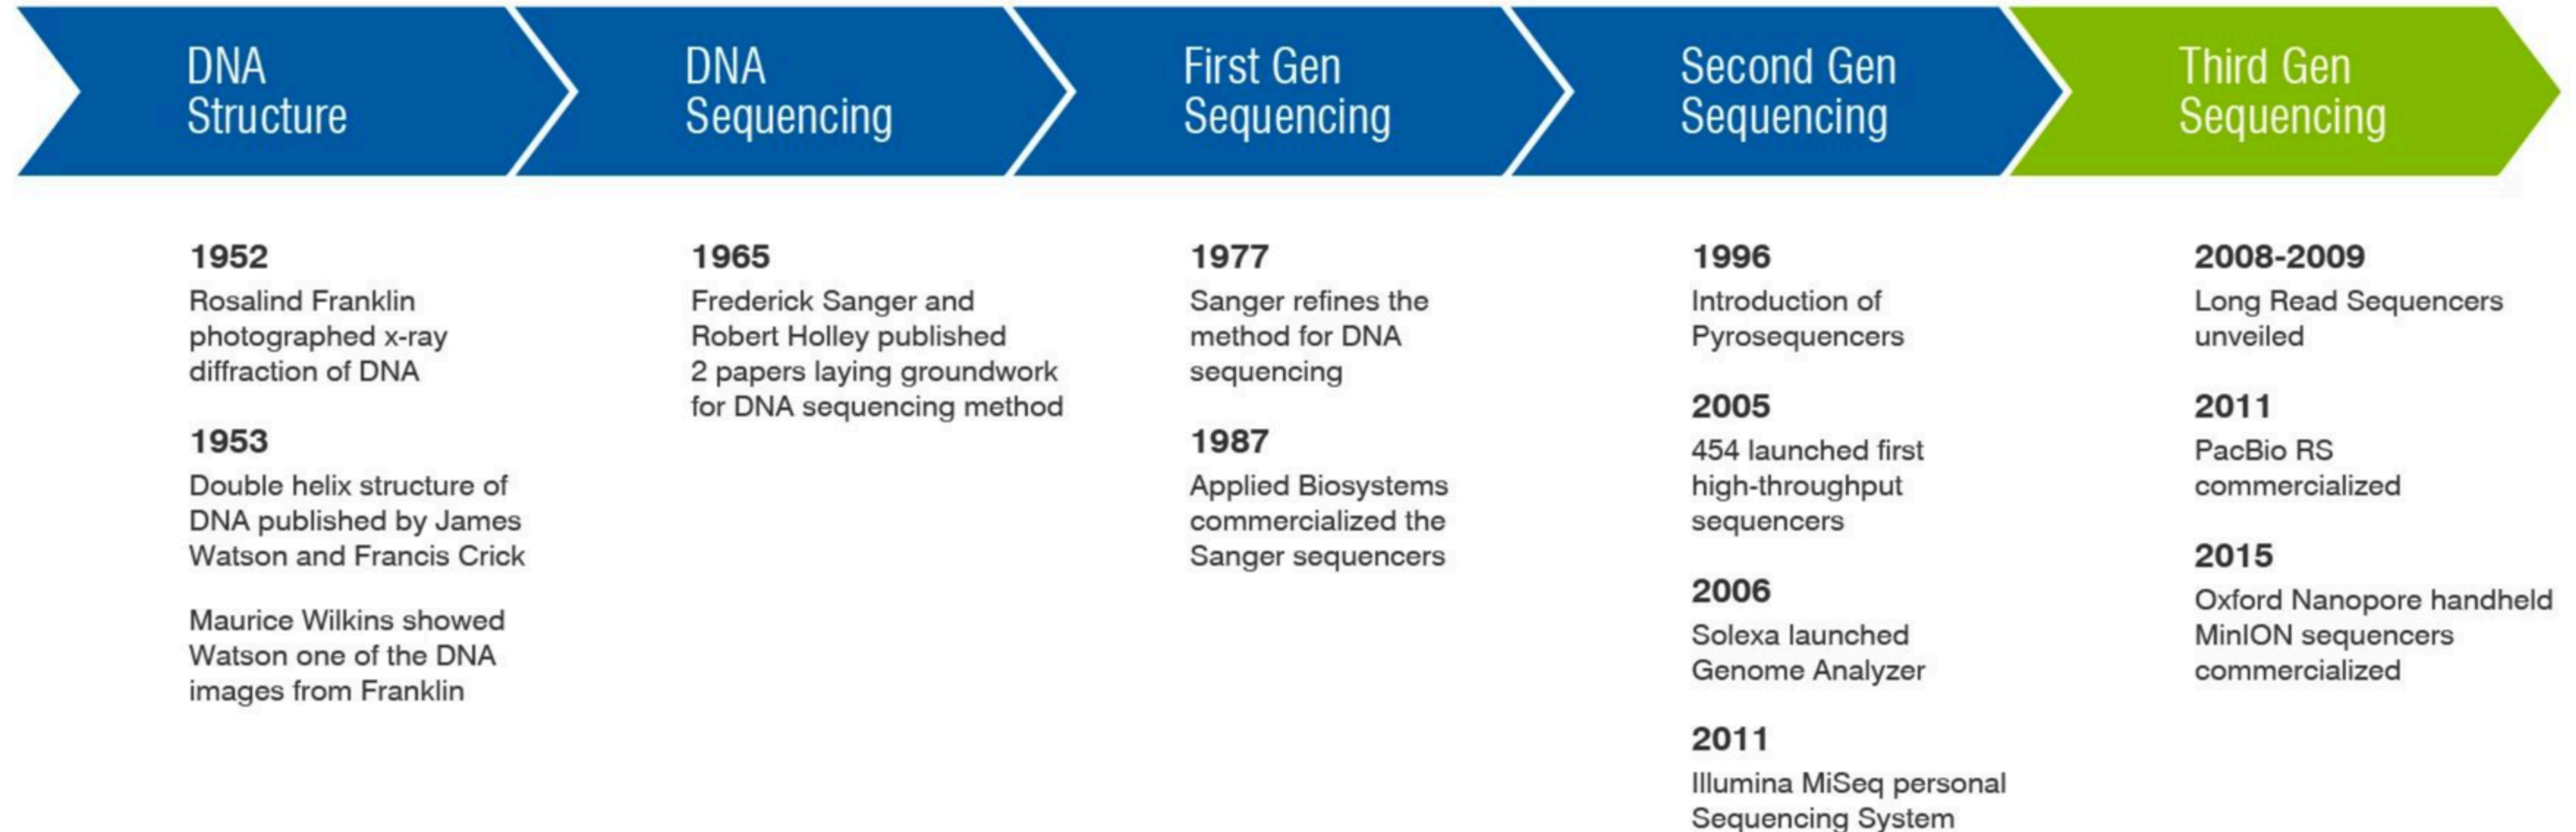 DNA
Structure
DNA
Sequencing
First Gen
Sequencing
Second Gen
Sequencing
Third Gen
Sequencing
1952
Rosalind Franklin
photographed x-ray
diffraction of DNA
1953
Double helix structure of
DNA published by James
Watson and Francis Crick
Maurice Wilkins showed
Watson one of the DNA
images from Franklin
1965
Frederick Sanger and
Robert Holley published
2 papers laying groundwork
for DNA sequencing method
1977
Sanger refines the
method for DNA
sequencing
1987
Applied Biosystems
commercialized the
Sanger sequencers
1996
Introduction of
Pyrosequencers
2005
454 launched first
high-throughput
sequencers
2006
Solexa launched
Genome Analyzer
2011
Illumina MiSeq personal
Sequencing System
2008-2009
Long Read Sequencers
unveiled
2011
PacBio RS
commercialized
2015
Oxford Nanopore handheld
MinION sequencers
commercialized